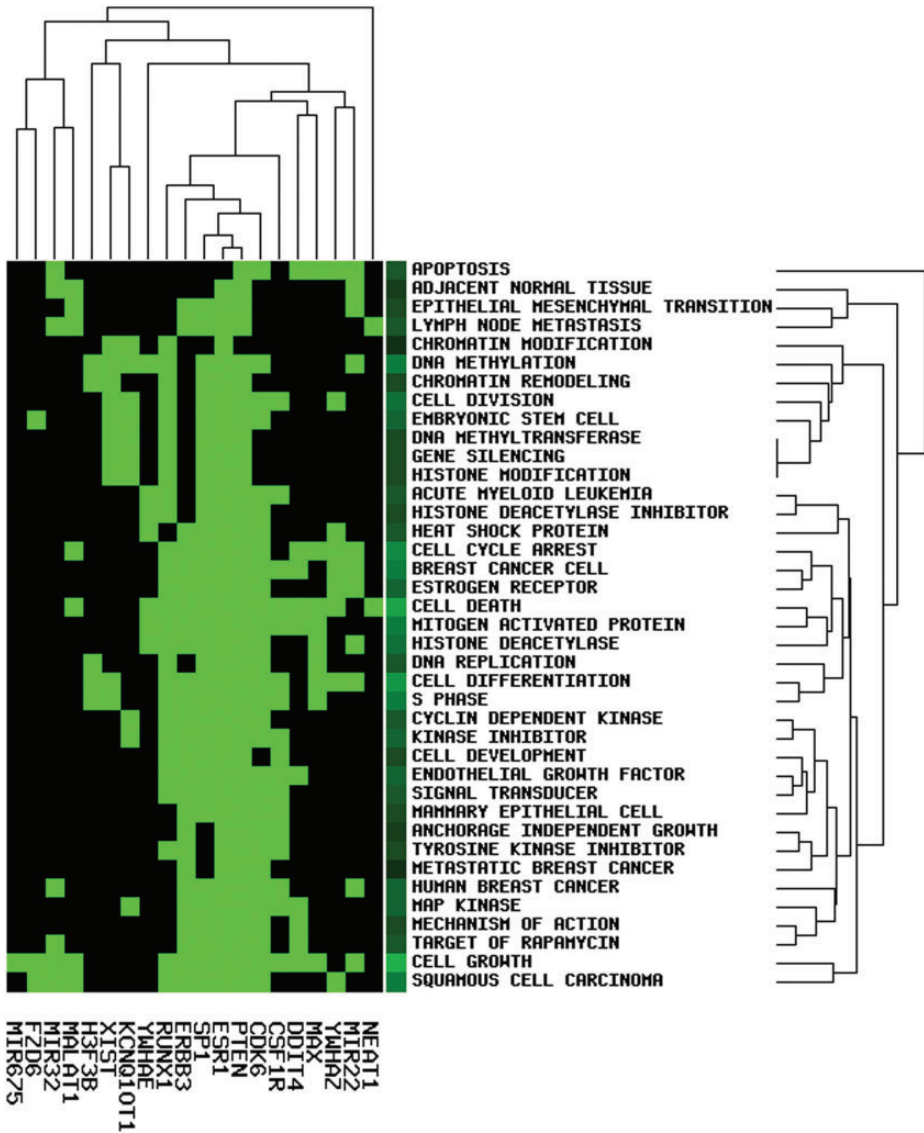 APOPTOSIS
ADJACENT NORMAL TISSUE
EPITHELIAL MESENCHYMAL TRANSITION
LYMPH NODE METASTASIS
CHROMATIN MODIFICATION
DNA METHYLATION
CHROMATIN REMODELING
CELL DIVISION
EMBRYONIC STEM CELL
DNA METHYLTRANSFERASE
GENE SILENCING
HISTONE MODIFICATION
ACUTE MYELOID LEUKEMIA
HISTONE DEACETYLASE INHIBITOR
HEAT SHOCK PROTEIN
CELL CYCLE ARREST
BREAST CANCER CELL
ESTROGEN RECEPTOR
CELL DEATH
MITOGEN ACTIVATED PROTEIN
HISTONE DEACETYLASE
DNA REPLICATION
CELL DIFFERENTIATION
S PHASE
CYCLIN DEPENDENT KINASE
KINASE INHIBITOR
CELL DEVELOPMENT
ENDOTHELIAL GROWTH FACTOR
SIGNAL TRANSDUCER
MAMMARY EPITHELIAL CELL
ANCHORAGE INDEPENDENT GROWTH
TYROSINE KINASE INHIBITOR
METASTATIC BREAST CANCER
HUMAN BREAST CANCER
MAP KINASE
MECHANISM OF ACTION
TARGET OF RAPAMYCIN
CELL GROWTH
SQUAMOUS CELL CARCINOMA
MIR675
FZD6
MIR32
MALAT1
H3F3B
XIST
KCNQ1OT1
YWHAE
RUNX1
ERBB3
SP1
ESR1
PTEN
CDK6
CSF1R
DDIT4
MAX
YWHAZ
MIR22
NEAT1